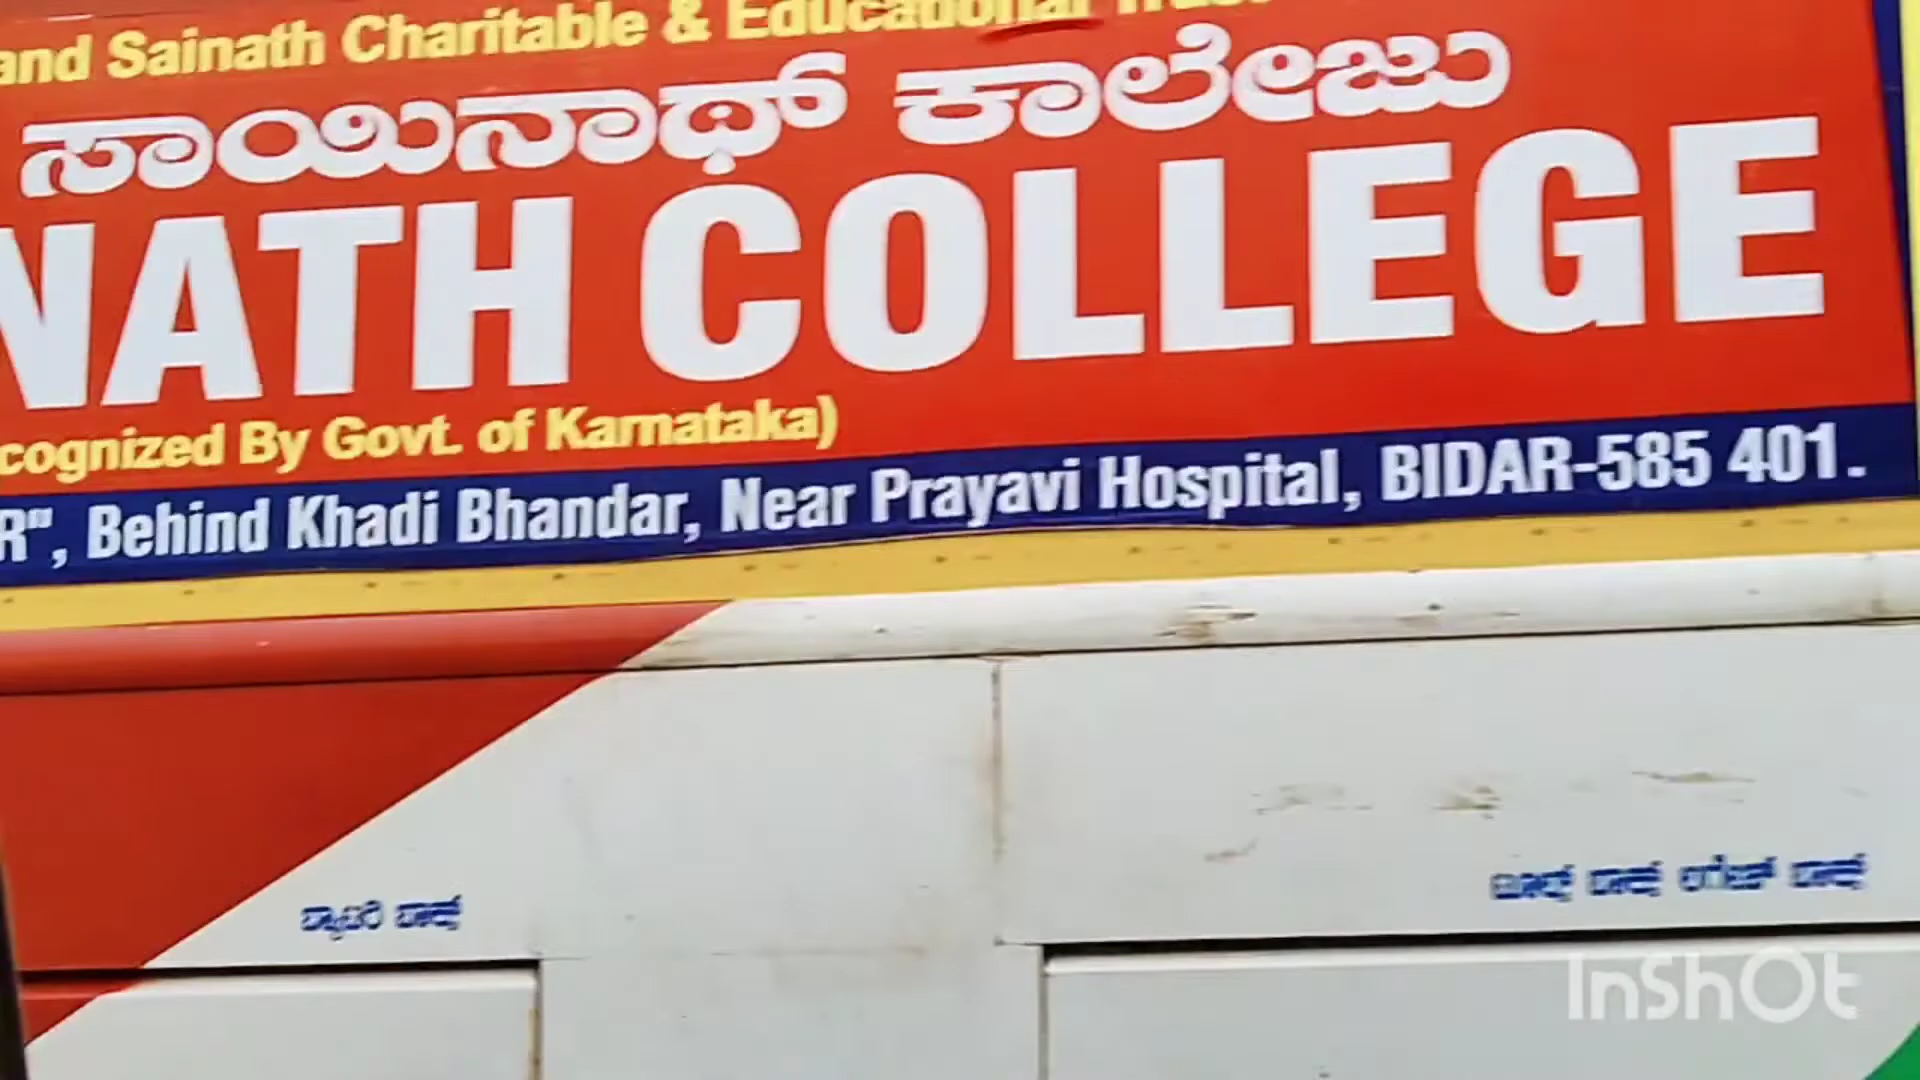 and Sainath Charitable & Educational Trust
ಸಾಯಿನಾಥ್ ಕಾಲೇಜು
NATH COLLEGE
cognized By Govt. of Karnataka)
R", Behind Khadi Bhandar, Near Prayavi Hospital, BIDAR-585 401.
InShOt